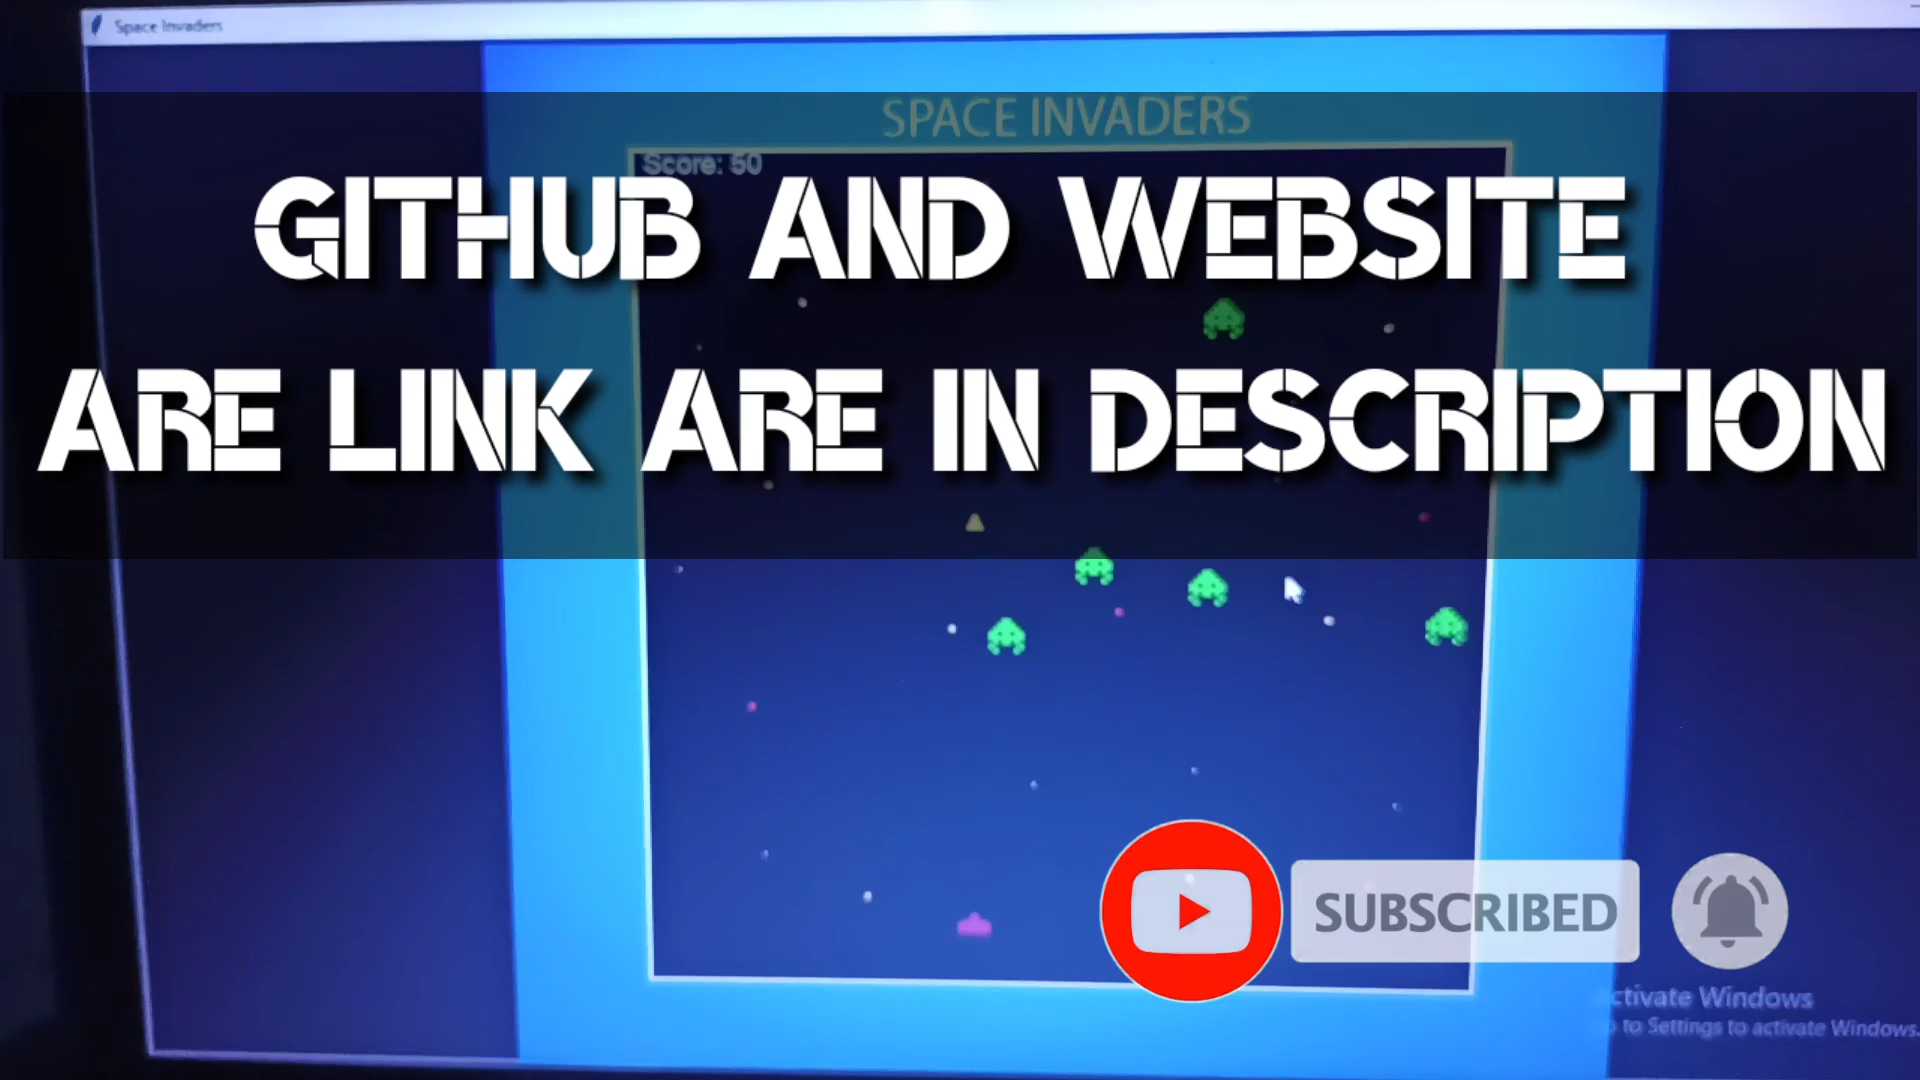 Space Invaders
SPACE INVADERS
Score: 50
GITHUB AND WEBSITE
ARE LINK ARE IN DESCRIPTION
SUBSCRIBED
Activate Windows
to Settings to activate Windows.